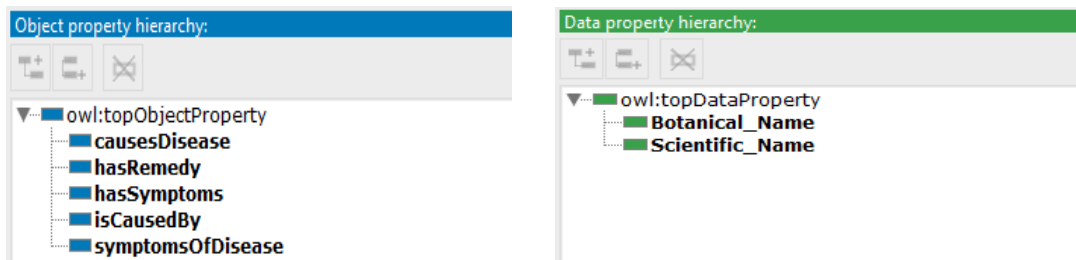 Object property hierarchy:
owl:topObjectProperty
causesDisease
hasRemedy
hasSymptoms
isCausedBy
symptomsOfDisease
Data property hierarchy:
owl:topDataProperty
Botanical_Name
Scientific_Name